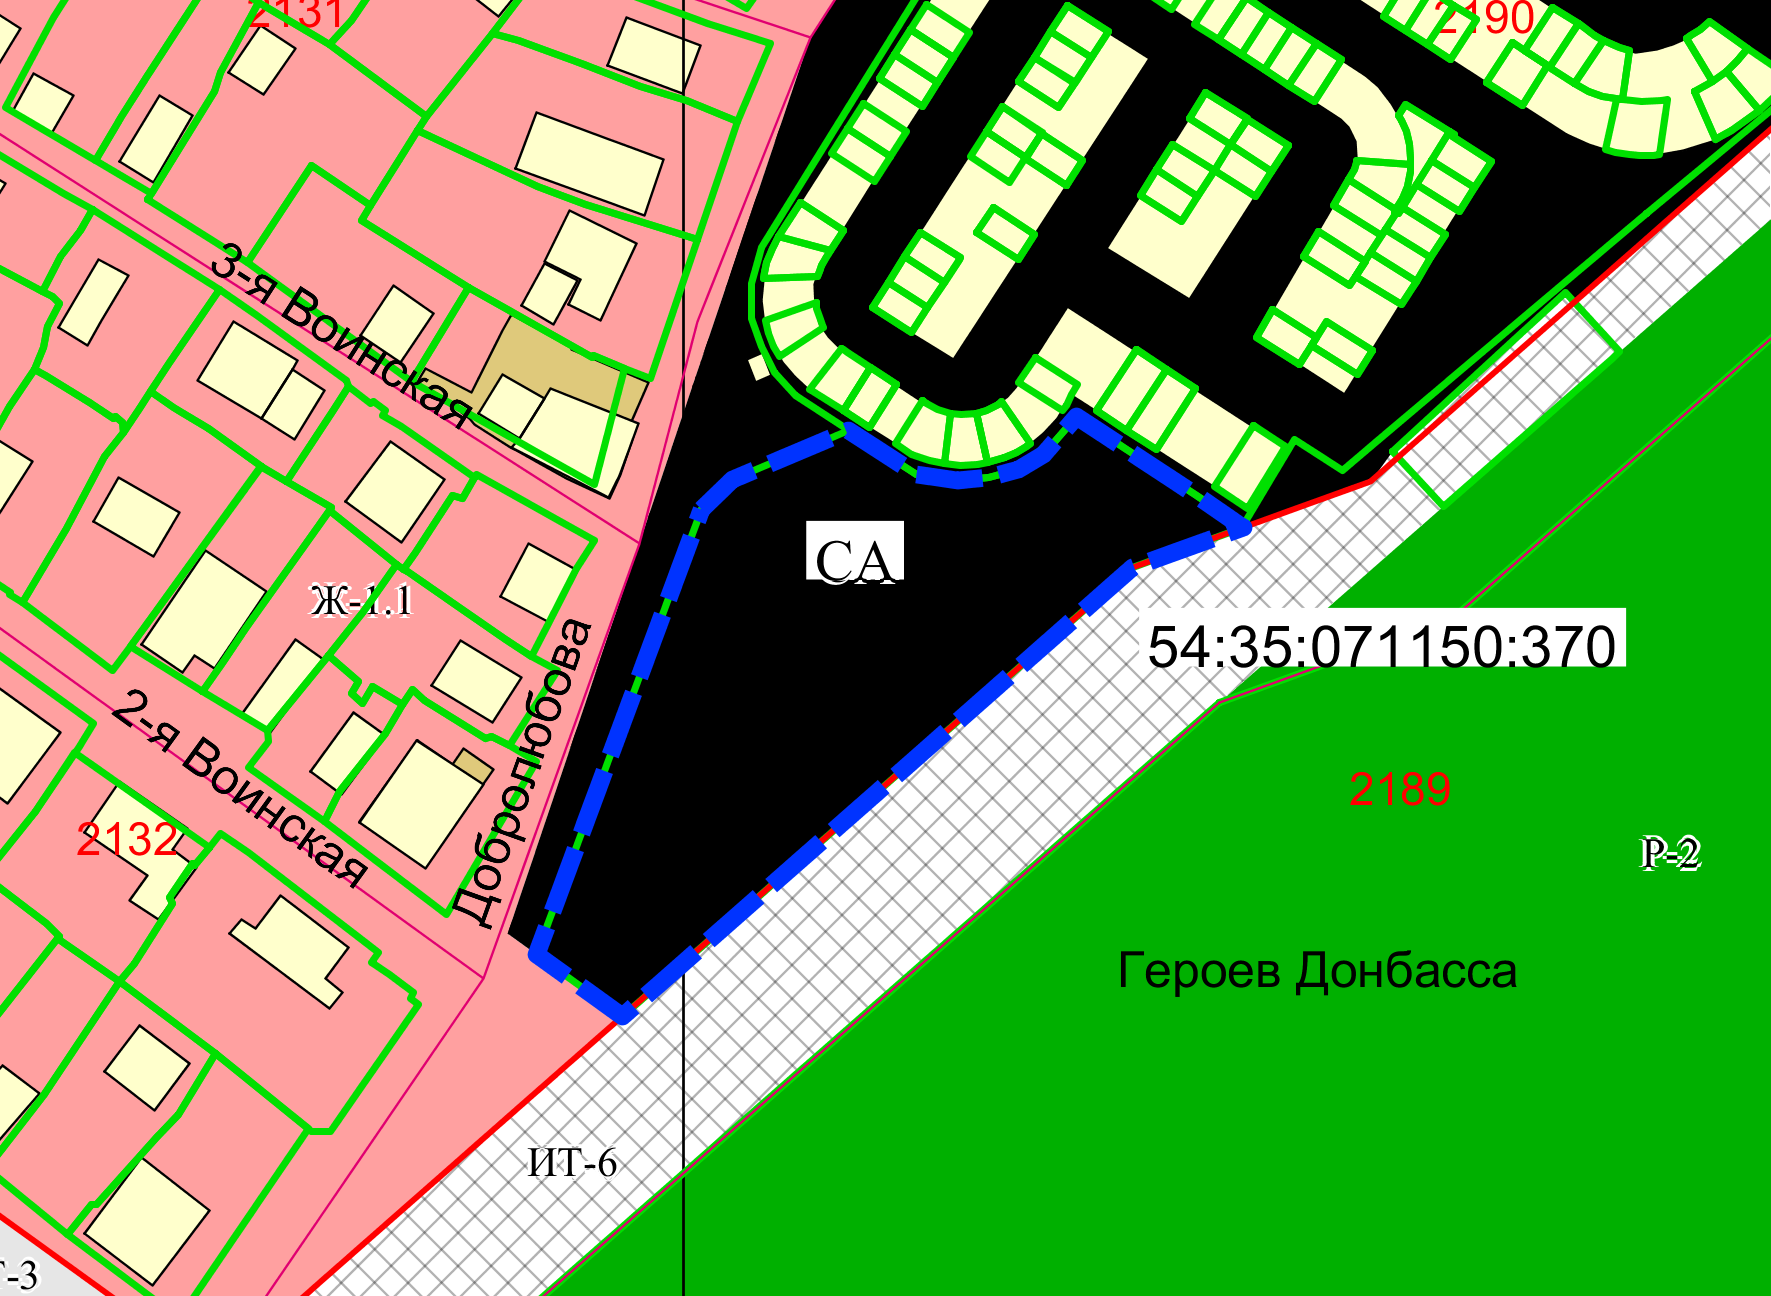 2131
2190
3-я Воинская
СА
Ж-1.1
54:35:071150:370
Добролюбова
2-я Воинская
2189
2132
Р-2
Героев Донбасса
ИТ-6
-3